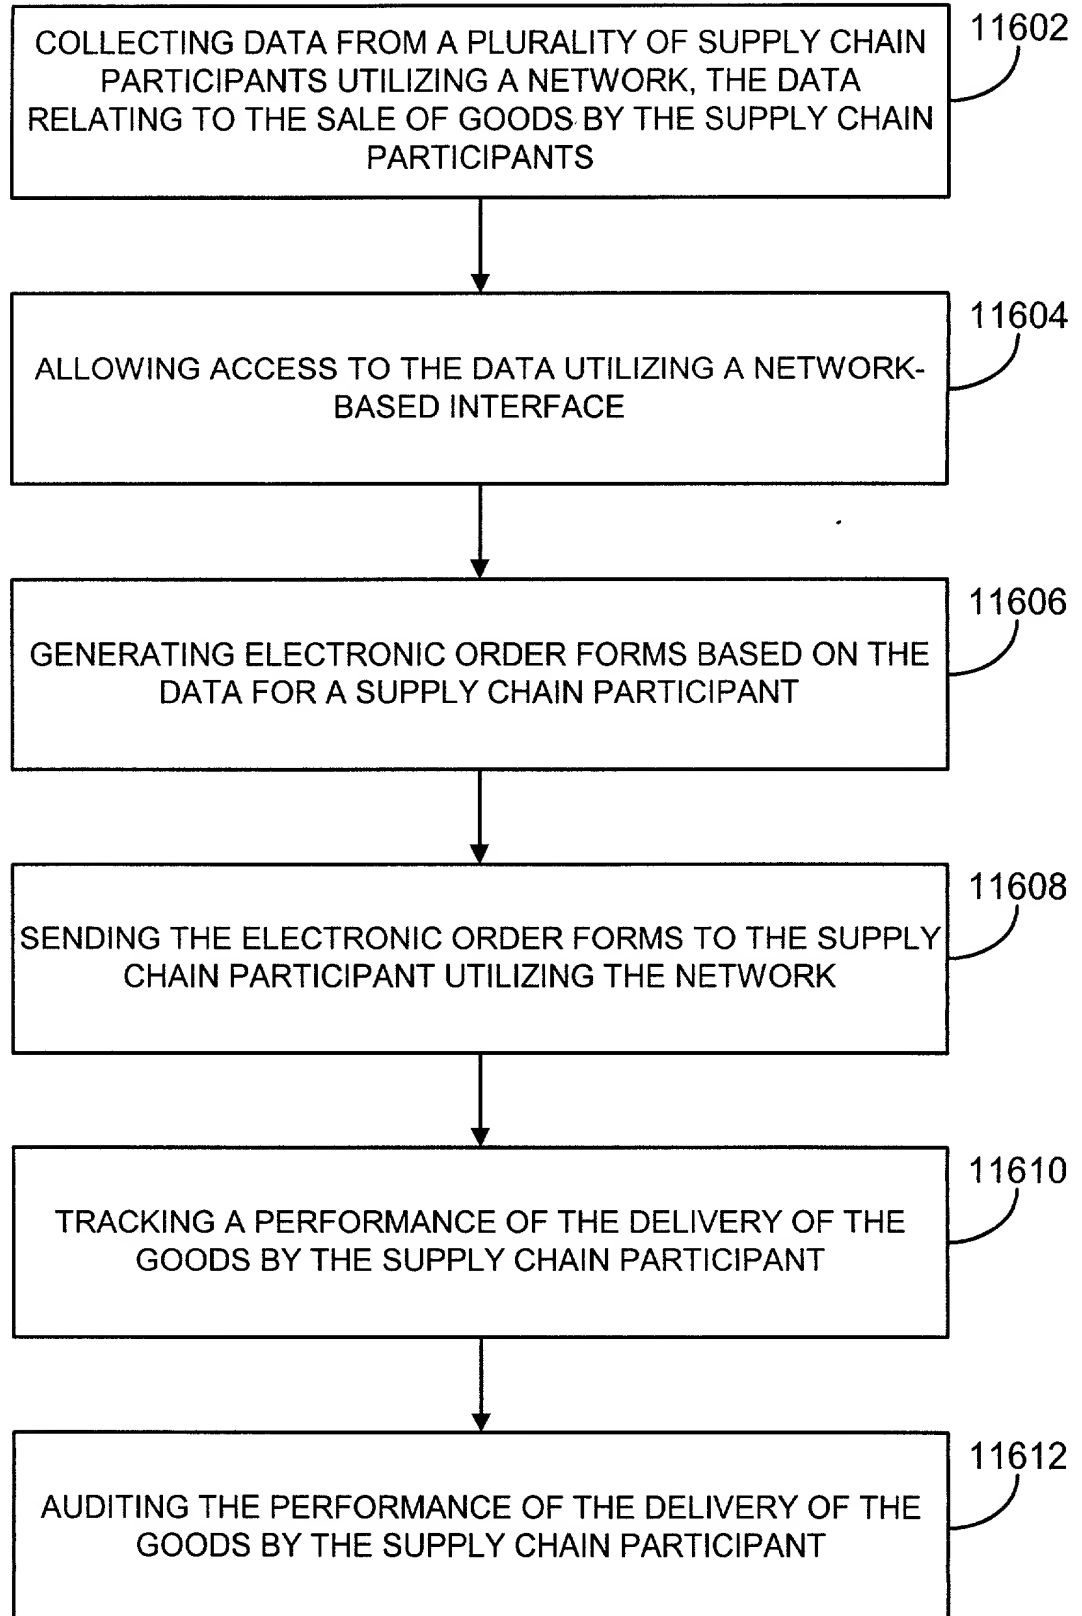 11602
COLLECTING DATA FROM A PLURALITY OF SUPPLY CHAIN
PARTICIPANTS UTILIZING A NETWORK, THE DATA
RELATING TO THE SALE OF GOODS BY THE SUPPLY CHAIN
PARTICIPANTS
11604
ALLOWING ACCESS TO THE DATA UTILIZING A NETWORK-
BASED INTERFACE
11606
GENERATING ELECTRONIC ORDER FORMS BASED ON THE
DATA FOR A SUPPLY CHAIN PARTICIPANT
11608
SENDING THE ELECTRONIC ORDER FORMS TO THE SUPPLY
CHAIN PARTICIPANT UTILIZING THE NETWORK
11610
TRACKING A PERFORMANCE OF THE DELIVERY OF THE
GOODS BY THE SUPPLY CHAIN PARTICIPANT
11612
AUDITING THE PERFORMANCE OF THE DELIVERY OF THE
GOODS BY THE SUPPLY CHAIN PARTICIPANT